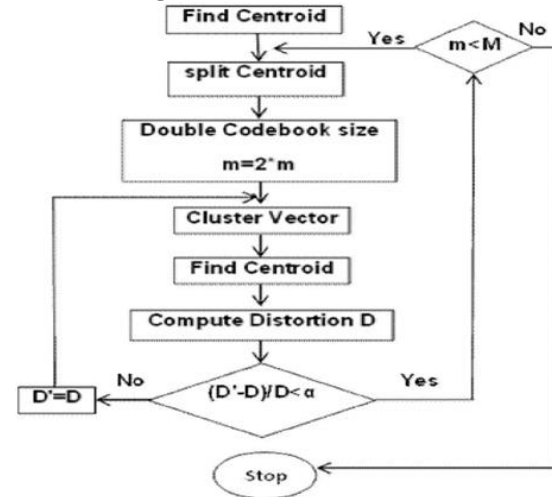 Find Centroid
Yes
m<M
No
split Centroid
Double Codebook size
m=2*m
Cluster Vector
Find Centroid
Compute Distortion D
(D'-D)/D<α
No
Yes
D'=D
Stop